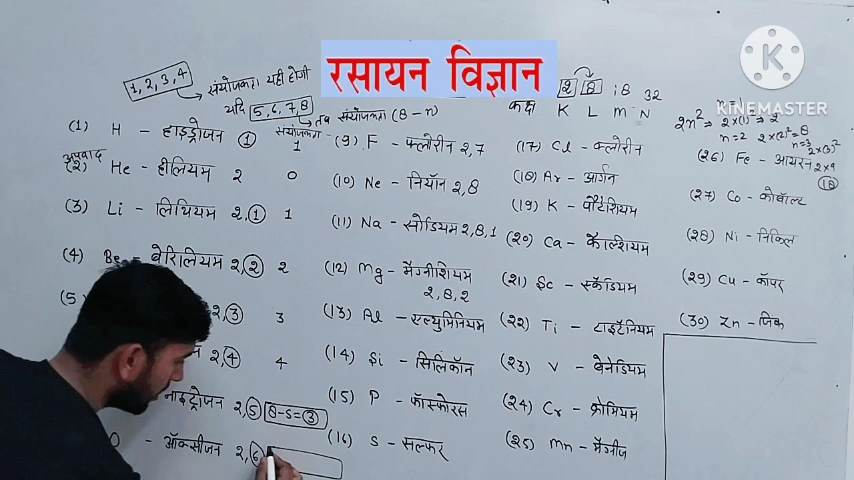 रसायन विज्ञान
KINEMASTER
1, 2, 3, 4
संयोजकता यही होगी
यदि 5, 6, 7, 8 तब संयोजकता (8-n)
संयोजकता
कक्षा K L M N
2 8 18 32
2n² ⇒ 2×(1)² ⇒ 2
n=2 2×(2)²=8
n=3 2×(3)²
2×9
(18)
(1) H - हाइड्रोजन 1 1
अपवाद
(2) He - हीलियम 2 0
(3) Li - लिथियम 2, 1 1
(4) Be - बेरिलियम 2, 2 2
(5) 2, 3 3
2, 4 4
नाइट्रोजन 2, 5 8-5=3
O - ऑक्सीजन 2, 6
(9) F - फ्लोरीन 2, 7
(10) Ne - नियॉन 2, 8
(11) Na - सोडियम 2, 8, 1
(12) Mg - मैग्नीशियम
2, 8, 2
(13) Al - एल्युमिनियम
(14) Si - सिलिकॉन
(15) P - फॉस्फोरस
(16) S - सल्फर
(17) Cl - क्लोरीन
(18) Ar - आर्गन
(19) K - पोटैशियम
(20) Ca - कैल्शियम
(21) Sc - स्कैंडियम
(22) Ti - टाइटेनियम
(23) V - वेनेडियम
(24) Cr - क्रोमियम
(25) Mn - मैंगनीज
(26) Fe - आयरन
(27) Co - कोबाल्ट
(28) Ni - निकिल
(29) Cu - कॉपर
(30) Zn - जिंक